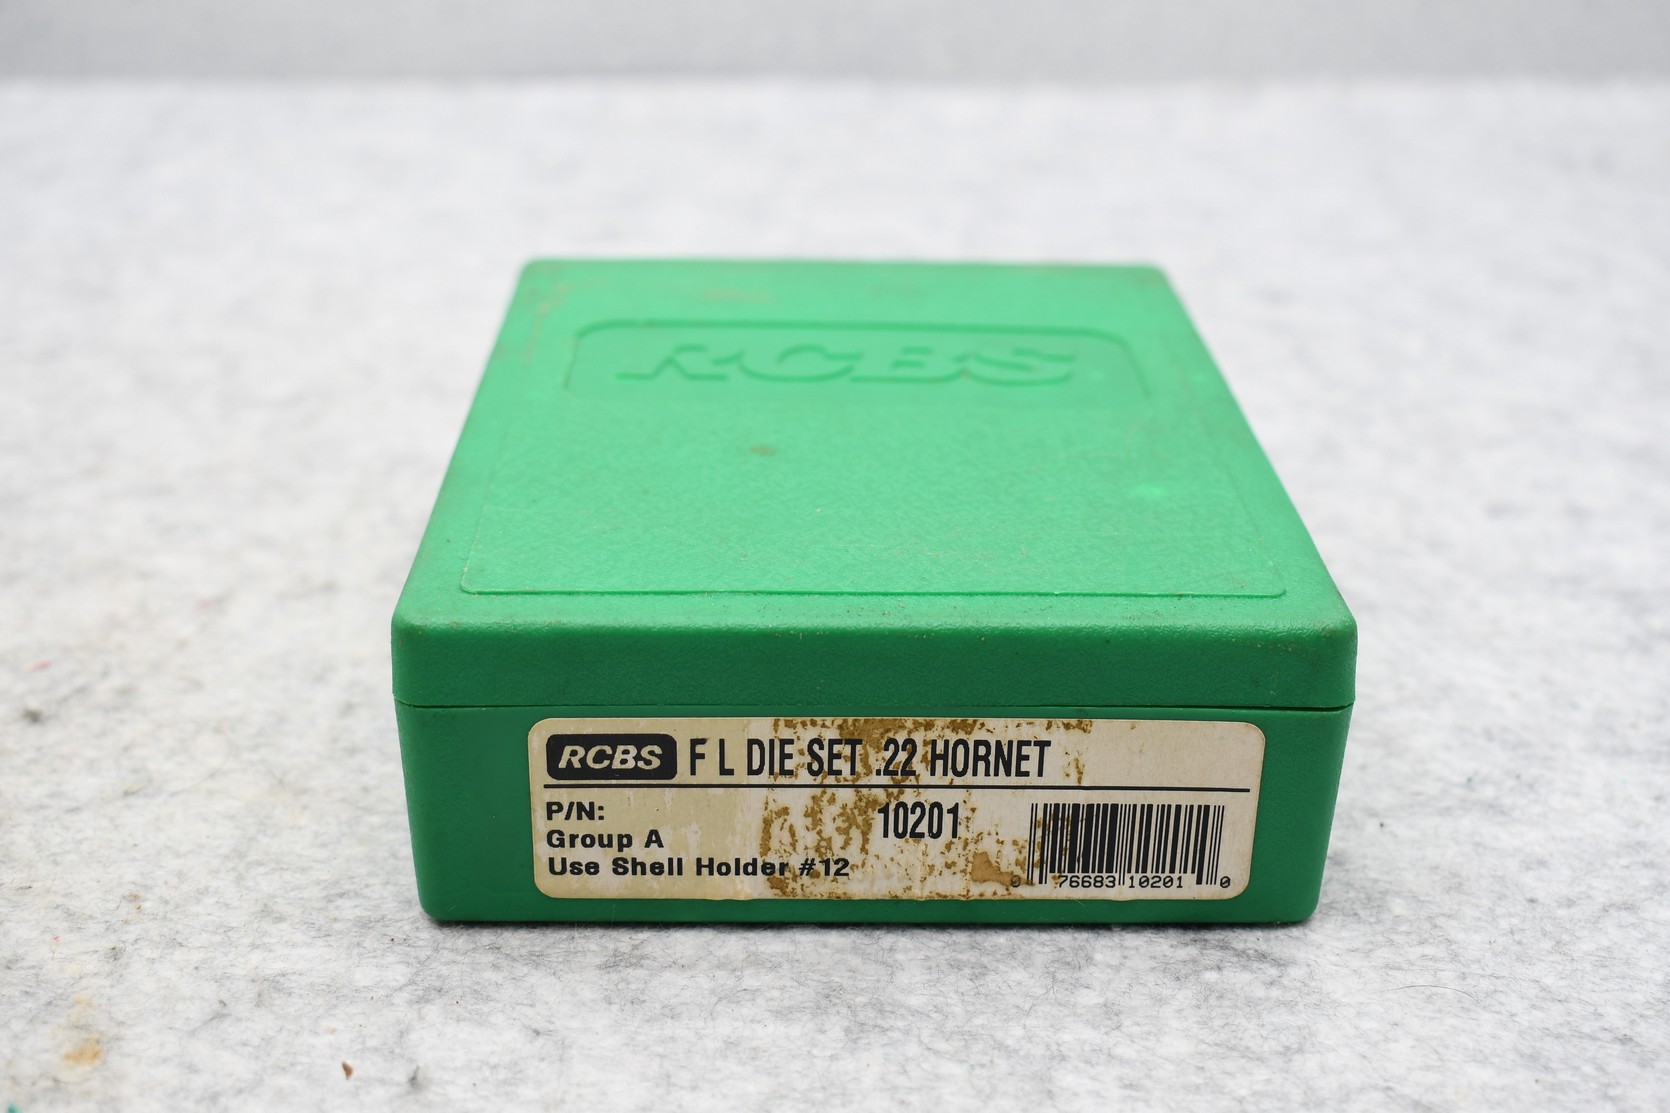 RCBS
RCBS F L DIE SET .22 HORNET
P/N: 10201
Group A
Use Shell Holder #12
0 76683 10201 0